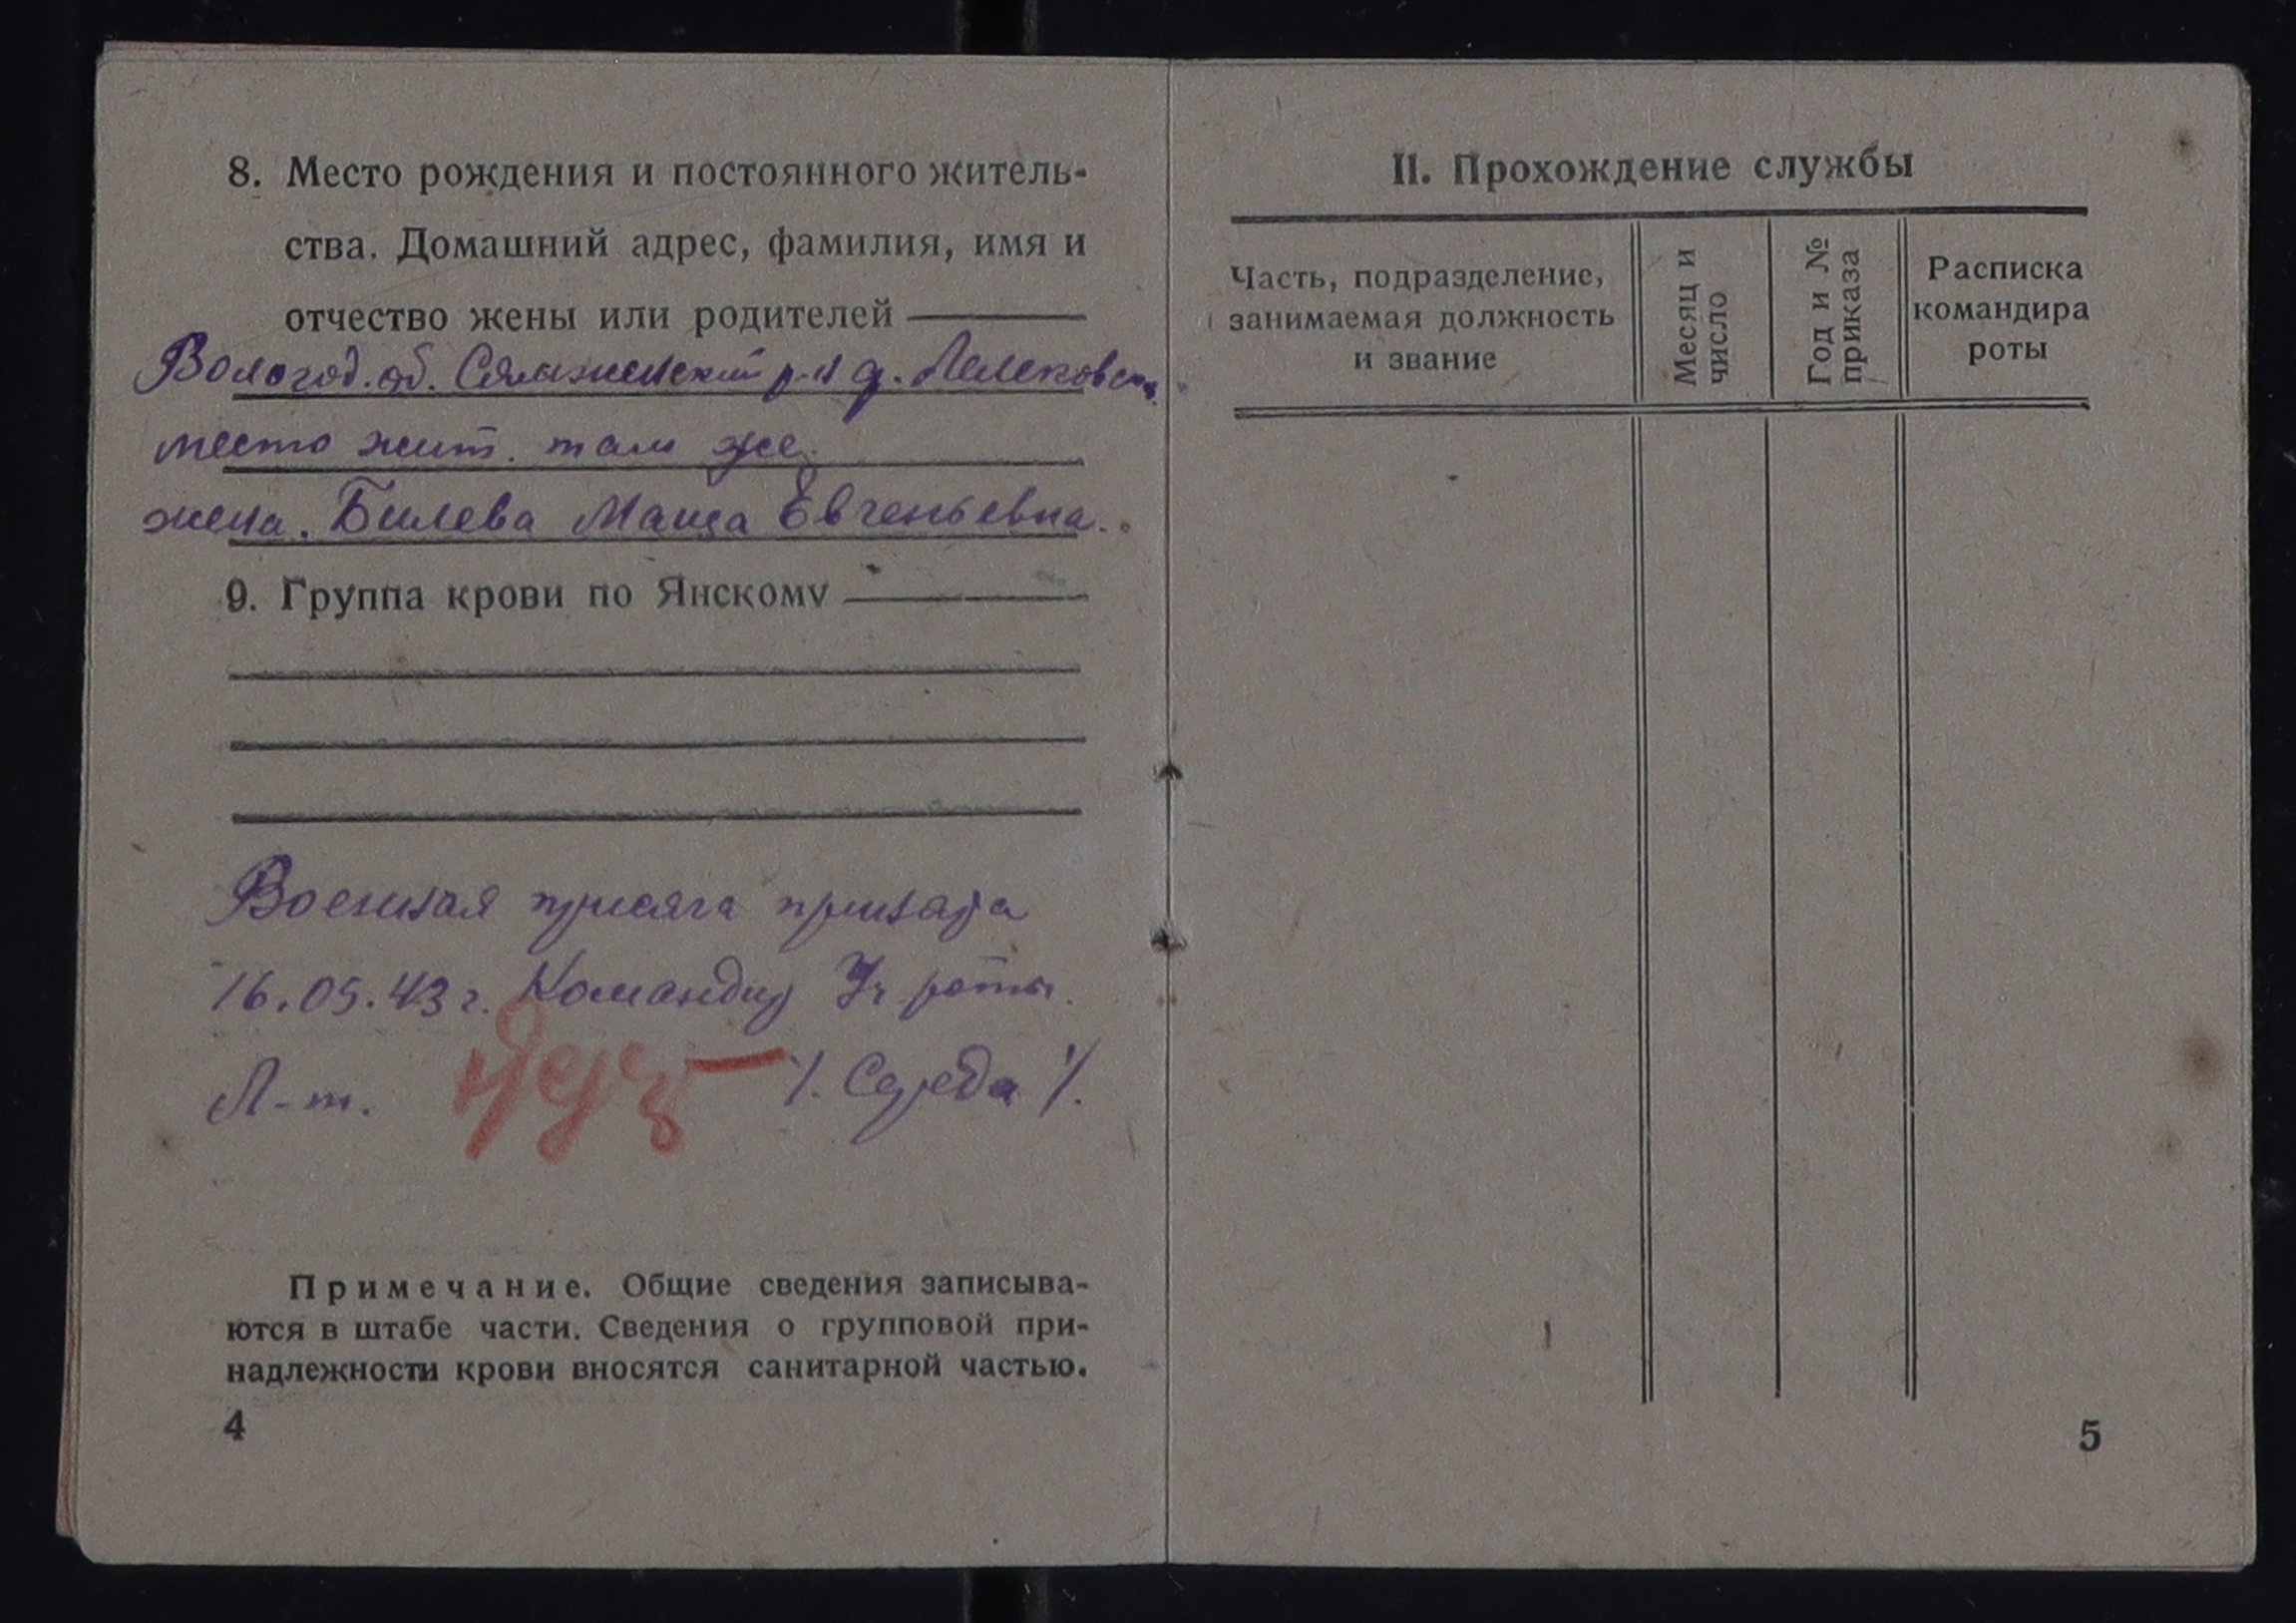 8. Место рождения и постоянного житель-
ства. Домашний адрес, фамилия, имя и
отчество жены или родителей
Вологод. об. Сямженский р-н д.
место жит. там же.
жена. Билева Маица Евгеньевна.
9. Группа крови по Янскому
Военная присяга принята
16.05.43 г. Командир роты.
Л-т. /. Середа /.
Примечание. Общие сведения записыва-
ются в штабе части. Сведения о групповой при-
надлежности крови вносятся санитарной частью.
4
II. Прохождение службы
Часть, подразделение,
занимаемая должность
и звание
Месяц и
число
Год и №
приказа
Расписка
командира
роты
5